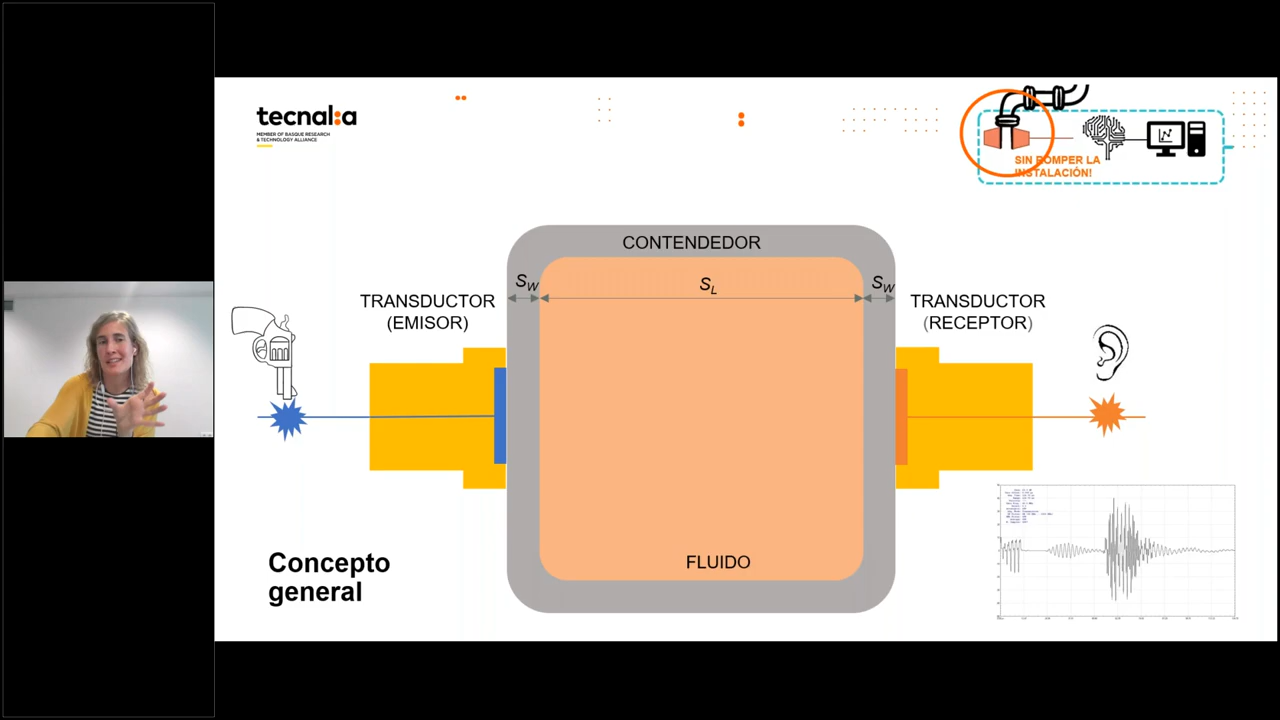 tecnal:a
MEMBER OF BASQUE RESEARCH
& TECHNOLOGY ALLIANCE
SIN ROMPER LA
INSTALACIÓN!
CONTENDEDOR
SW
SL
SW
TRANSDUCTOR
(EMISOR)
TRANSDUCTOR
(RECEPTOR)
FLUIDO
Concepto
general